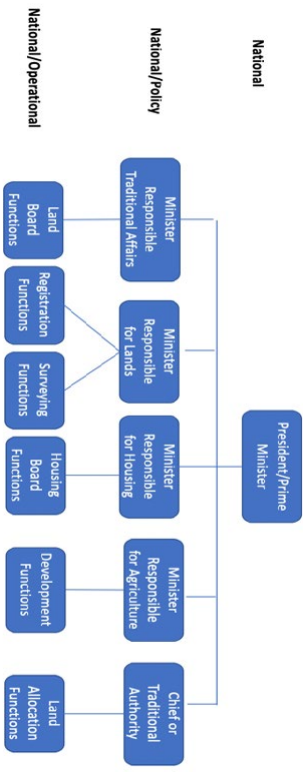 National
President/Prime
Minister
National/Policy
Minister
Responsible
Traditional Affairs
Minister
Responsible
for Lands
Minister
Responsible
for Housing
Minister
Responsible
for Agriculture
Chief or
Traditional
Authority
National/Operational
Land
Board
Functions
Registration
Functions
Surveying
Functions
Housing
Board
Functions
Development
Functions
Land
Allocation
Functions